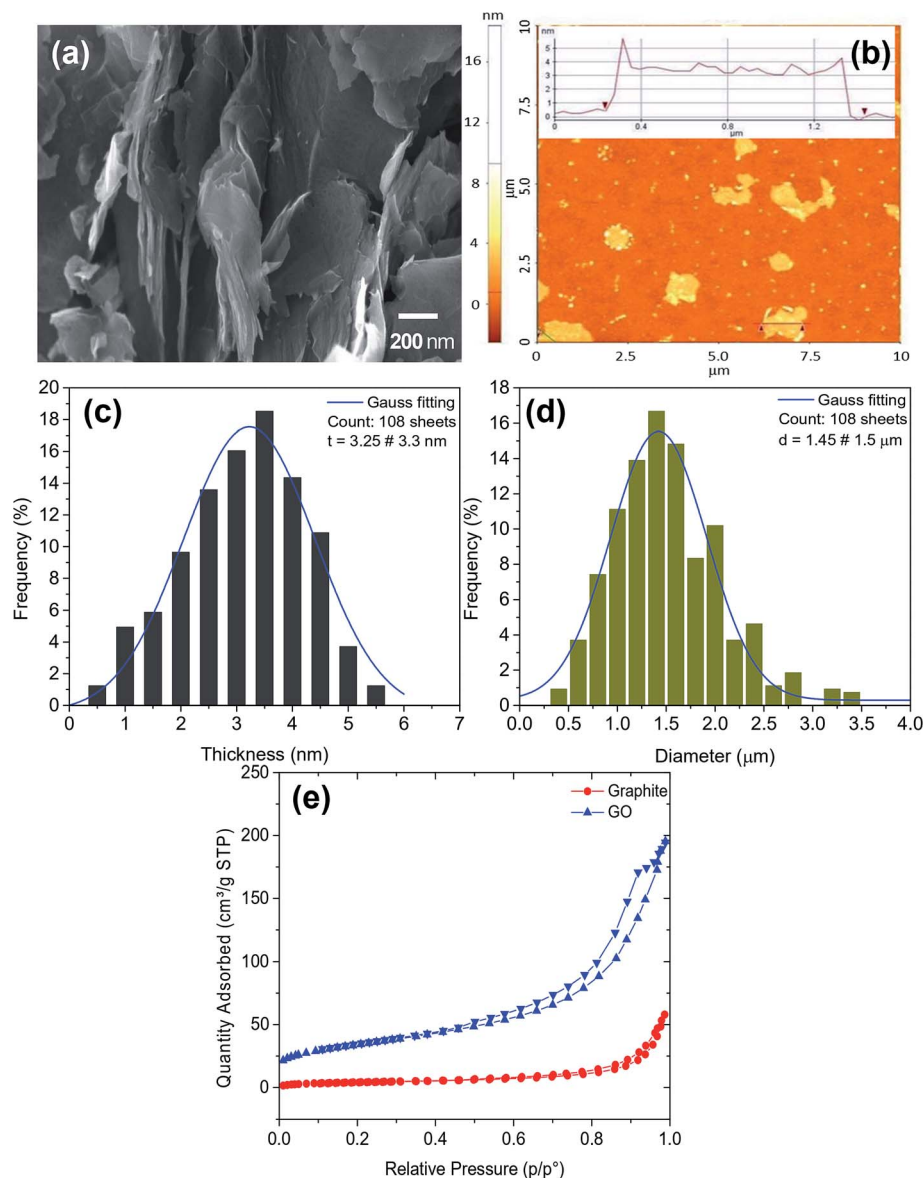 (a)
200 nm
nm
16
12
8
4
0
(b)
nm
5
4
3
2
1
0
0
0.4
0.8
1.2
μm
10
7.5
μm
5.0
2.5
0
0
2.5
5.0
7.5
10
μm
(c)
Gauss fitting
Count: 108 sheets
t = 3.25 # 3.3 nm
Frequency (%)
20
18
16
14
12
10
8
6
4
2
0
0 1 2 3 4 5 6 7
Thickness (nm)
(d)
Gauss fitting
Count: 108 sheets
d = 1.45 # 1.5 μm
Frequency (%)
18
16
14
12
10
8
6
4
2
0
0.0 0.5 1.0 1.5 2.0 2.5 3.0 3.5 4.0
Diameter (μm)
(e)
Graphite
GO
Quantity Adsorbed (cm³/g STP)
250
200
150
100
50
0
0.0 0.2 0.4 0.6 0.8 1.0
Relative Pressure (p/p°)